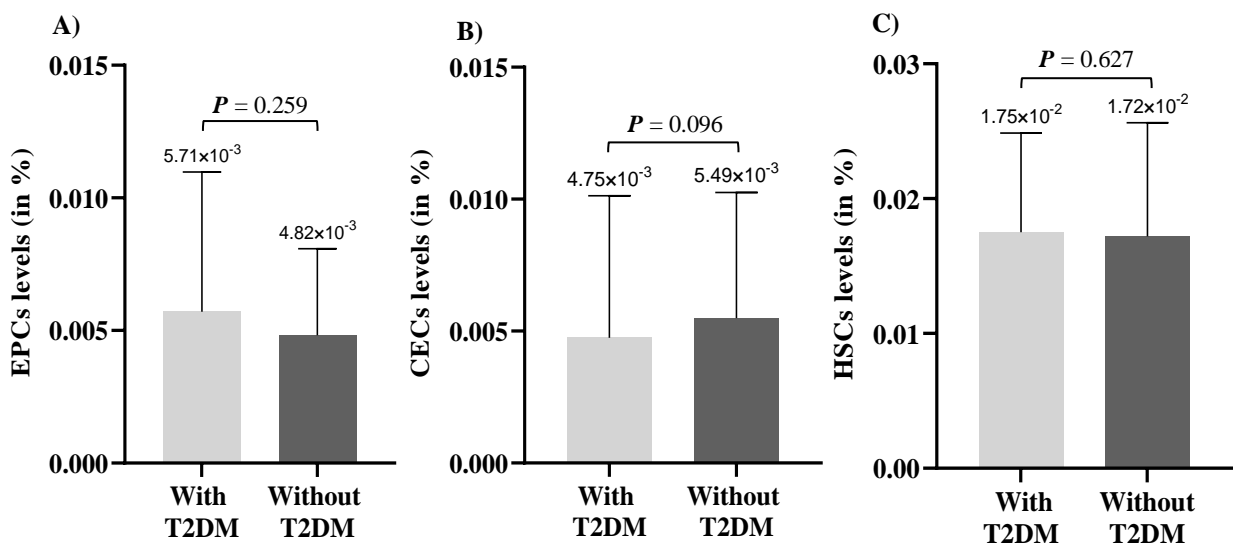 A)
EPCs levels (in %)
0.015
0.010
0.005
0.000
P = 0.259
5.71×10⁻³
4.82×10⁻³
With
T2DM
Without
T2DM
B)
CECs levels (in %)
0.015
0.010
0.005
0.000
P = 0.096
4.75×10⁻³
5.49×10⁻³
With
T2DM
Without
T2DM
C)
HSCs levels (in %)
0.03
0.02
0.01
0.00
P = 0.627
1.75×10⁻²
1.72×10⁻²
With
T2DM
Without
T2DM